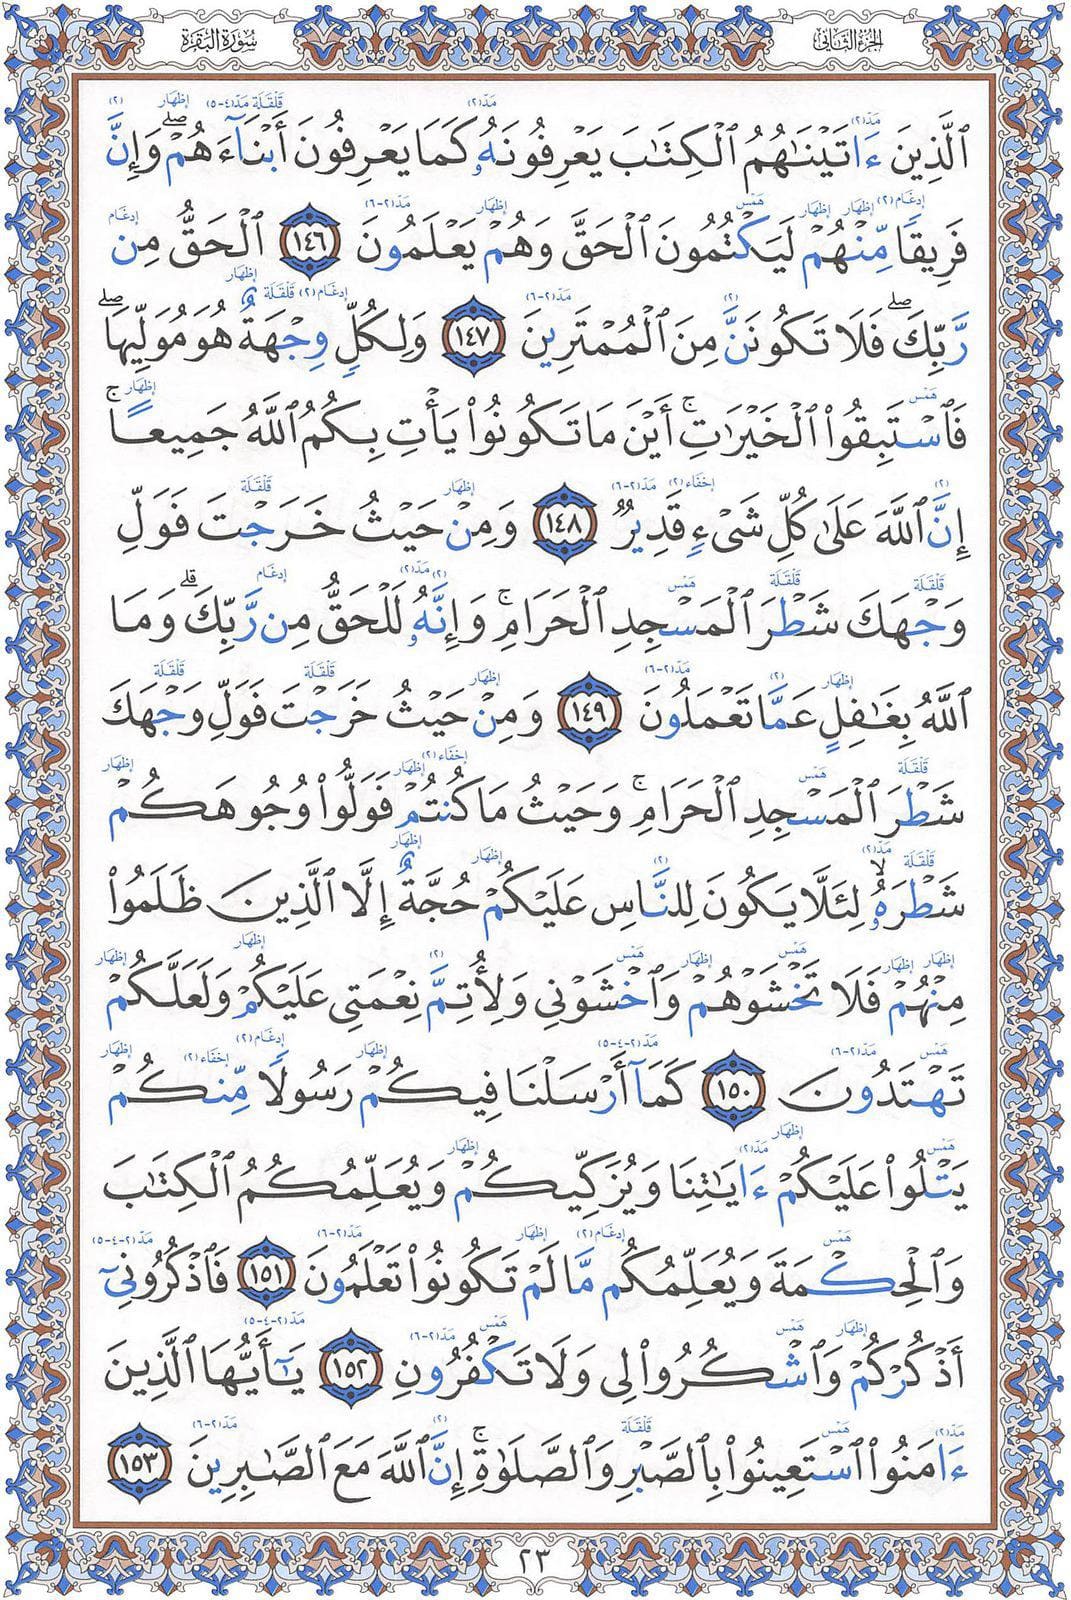 الجزء الثاني
سورة البقرة
ٱلَّذِينَ ءَاتَيْنَٰهُمُ ٱلْكِتَٰبَ يَعْرِفُونَهُۥ كَمَا يَعْرِفُونَ أَبْنَآءَهُمْ ۖ وَإِنَّ
فَرِيقًا مِّنْهُمْ لَيَكْتُمُونَ ٱلْحَقَّ وَهُمْ يَعْلَمُونَ ١٤٦ ٱلْحَقُّ مِن
رَّبِّكَ ۖ فَلَا تَكُونَنَّ مِنَ ٱلْمُمْتَرِينَ ١٤٧ وَلِكُلٍّ وِجْهَةٌ هُوَ مُوَلِّيهَا ۖ
فَٱسْتَبِقُوا۟ ٱلْخَيْرَٰتِ ۚ أَيْنَ مَا تَكُونُوا۟ يَأْتِ بِكُمُ ٱللَّهُ جَمِيعًا ۚ
إِنَّ ٱللَّهَ عَلَىٰ كُلِّ شَىْءٍ قَدِيرٌ ١٤٨ وَمِنْ حَيْثُ خَرَجْتَ فَوَلِّ
وَجْهَكَ شَطْرَ ٱلْمَسْجِدِ ٱلْحَرَامِ ۖ وَإِنَّهُۥ لَلْحَقُّ مِن رَّبِّكَ ۗ وَمَا
ٱللَّهُ بِغَٰفِلٍ عَمَّا تَعْمَلُونَ ١٤٩ وَمِنْ حَيْثُ خَرَجْتَ فَوَلِّ وَجْهَكَ
شَطْرَ ٱلْمَسْجِدِ ٱلْحَرَامِ ۚ وَحَيْثُ مَا كُنتُمْ فَوَلُّوا۟ وُجُوهَكُمْ
شَطْرَهُۥ لِئَلَّا يَكُونَ لِلنَّاسِ عَلَيْكُمْ حُجَّةٌ إِلَّا ٱلَّذِينَ ظَلَمُوا۟
مِنْهُمْ فَلَا تَخْشَوْهُمْ وَٱخْشَوْنِى وَلِأُتِمَّ نِعْمَتِى عَلَيْكُمْ وَلَعَلَّكُمْ
تَهْتَدُونَ ١٥٠ كَمَآ أَرْسَلْنَا فِيكُمْ رَسُولًا مِّنكُمْ
يَتْلُوا۟ عَلَيْكُمْ ءَايَٰتِنَا وَيُزَكِّيكُمْ وَيُعَلِّمُكُمُ ٱلْكِتَٰبَ
وَٱلْحِكْمَةَ وَيُعَلِّمُكُم مَّا لَمْ تَكُونُوا۟ تَعْلَمُونَ ١٥١ فَٱذْكُرُونِىٓ
أَذْكُرْكُمْ وَٱشْكُرُوا۟ لِى وَلَا تَكْفُرُونِ ١٥٢ يَٰٓأَيُّهَا ٱلَّذِينَ
ءَامَنُوا۟ ٱسْتَعِينُوا۟ بِٱلصَّبْرِ وَٱلصَّلَوٰةِ ۚ إِنَّ ٱللَّهَ مَعَ ٱلصَّٰبِرِينَ ١٥٣
٢٣